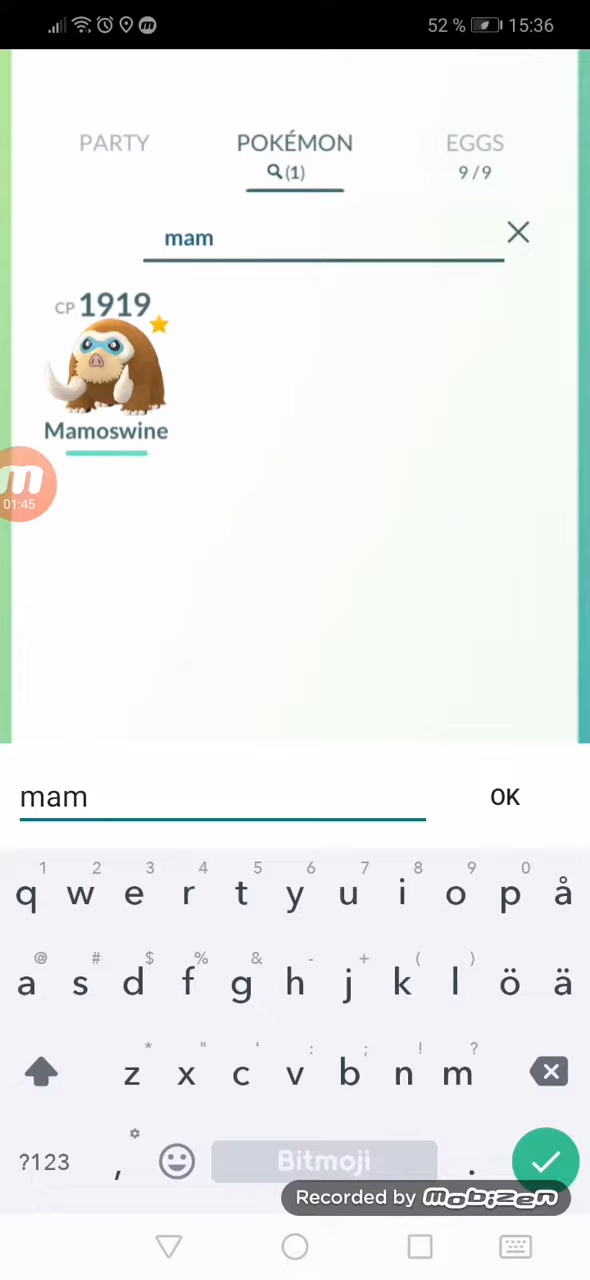 52 % 15:36
PARTY POKÉMON EGGS
(1) 9 / 9
mam
CP 1919
Mamoswine
01:45
mam OK
1 2 3 4 5 6 7 8 9 0
q w e r t y u i o p å
@ # $ % & - + ( )
a s d f g h j k l ö ä
* " ' : ; ! ?
z x c v b n m
?123 , Bitmoji .
Recorded by mobizen